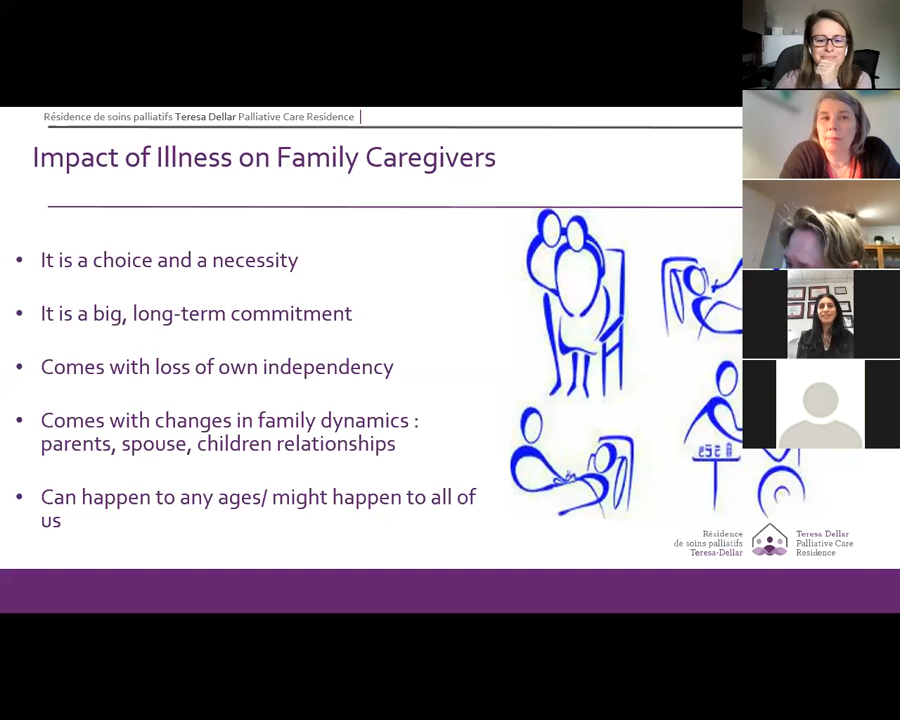 Résidence de soins palliatifs Teresa Dellar Palliative Care Residence
Impact of Illness on Family Caregivers
• It is a choice and a necessity
• It is a big, long-term commitment
• Comes with loss of own independency
• Comes with changes in family dynamics :
parents, spouse, children relationships
• Can happen to any ages/ might happen to all of
us
Résidence
de soins palliatifs
Teresa-Dellar
Teresa Dellar
Palliative Care
Residence